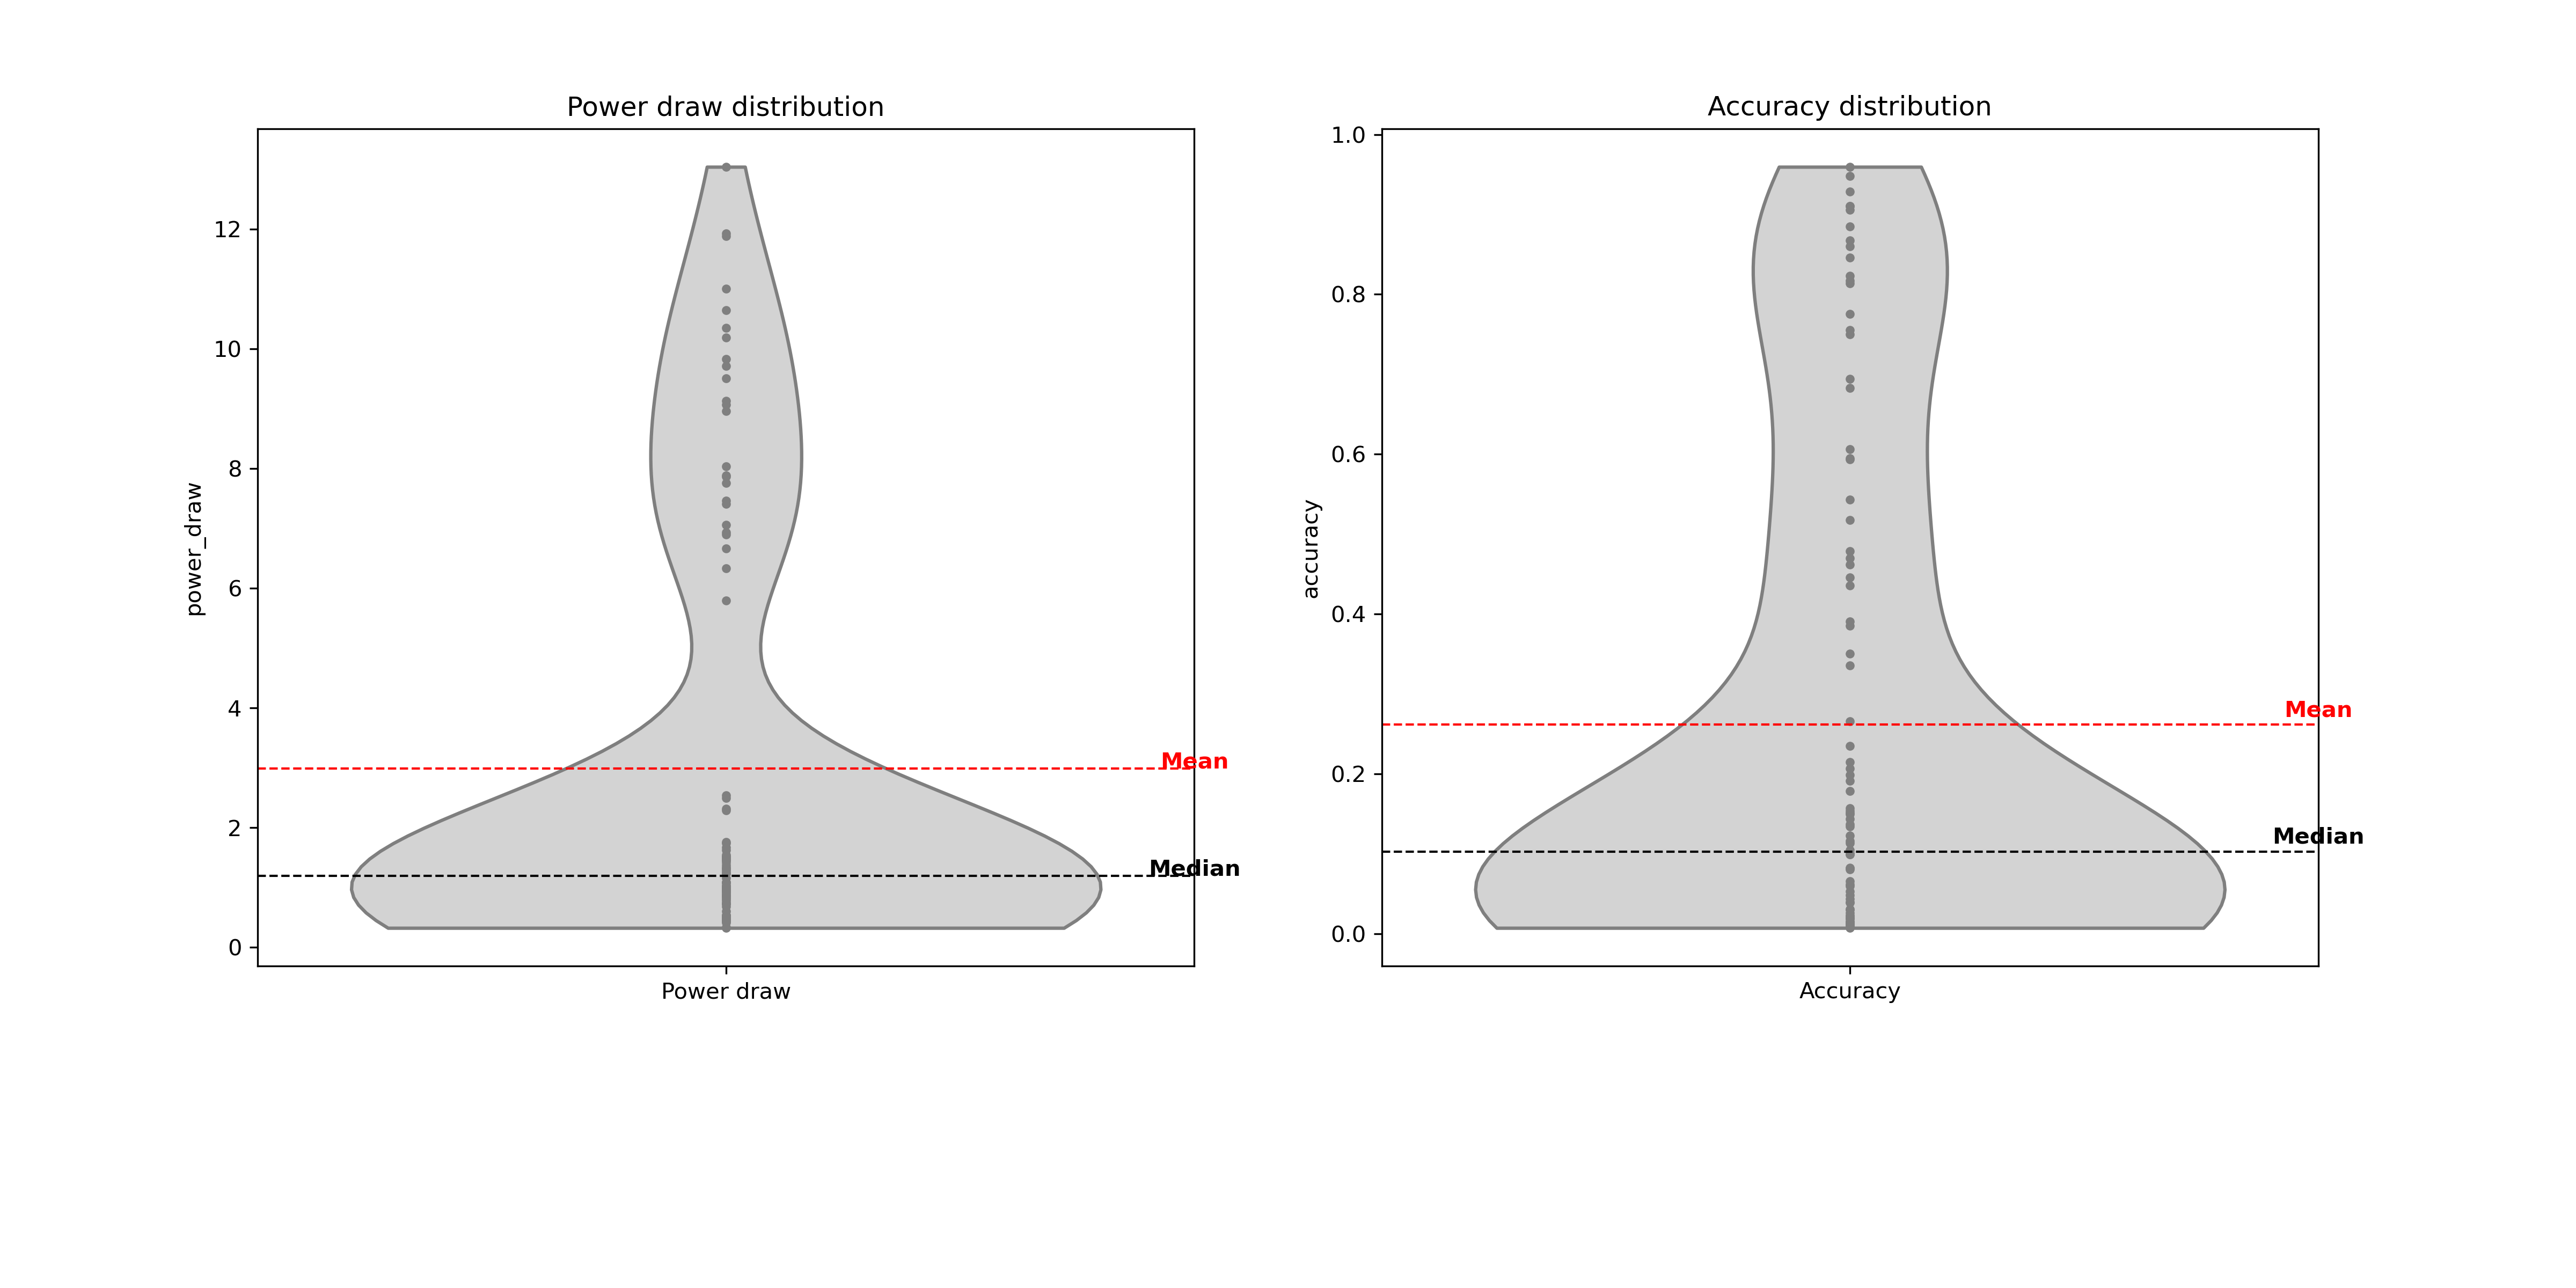 Power draw distribution
power_draw
12
10
8
6
4
2
0
Mean
Median
Power draw
Accuracy distribution
accuracy
1.0
0.8
0.6
0.4
0.2
0.0
Mean
Median
Accuracy